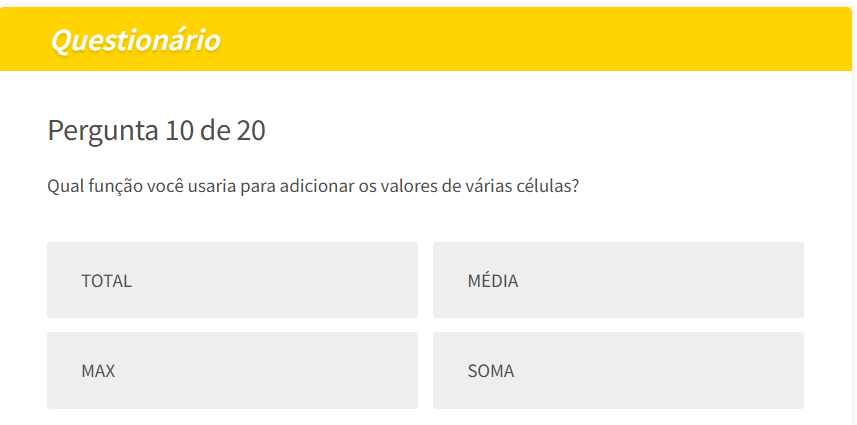 Questionário
Pergunta 10 de 20
Qual função você usaria para adicionar os valores de várias células?
TOTAL
MÉDIA
MAX
SOMA